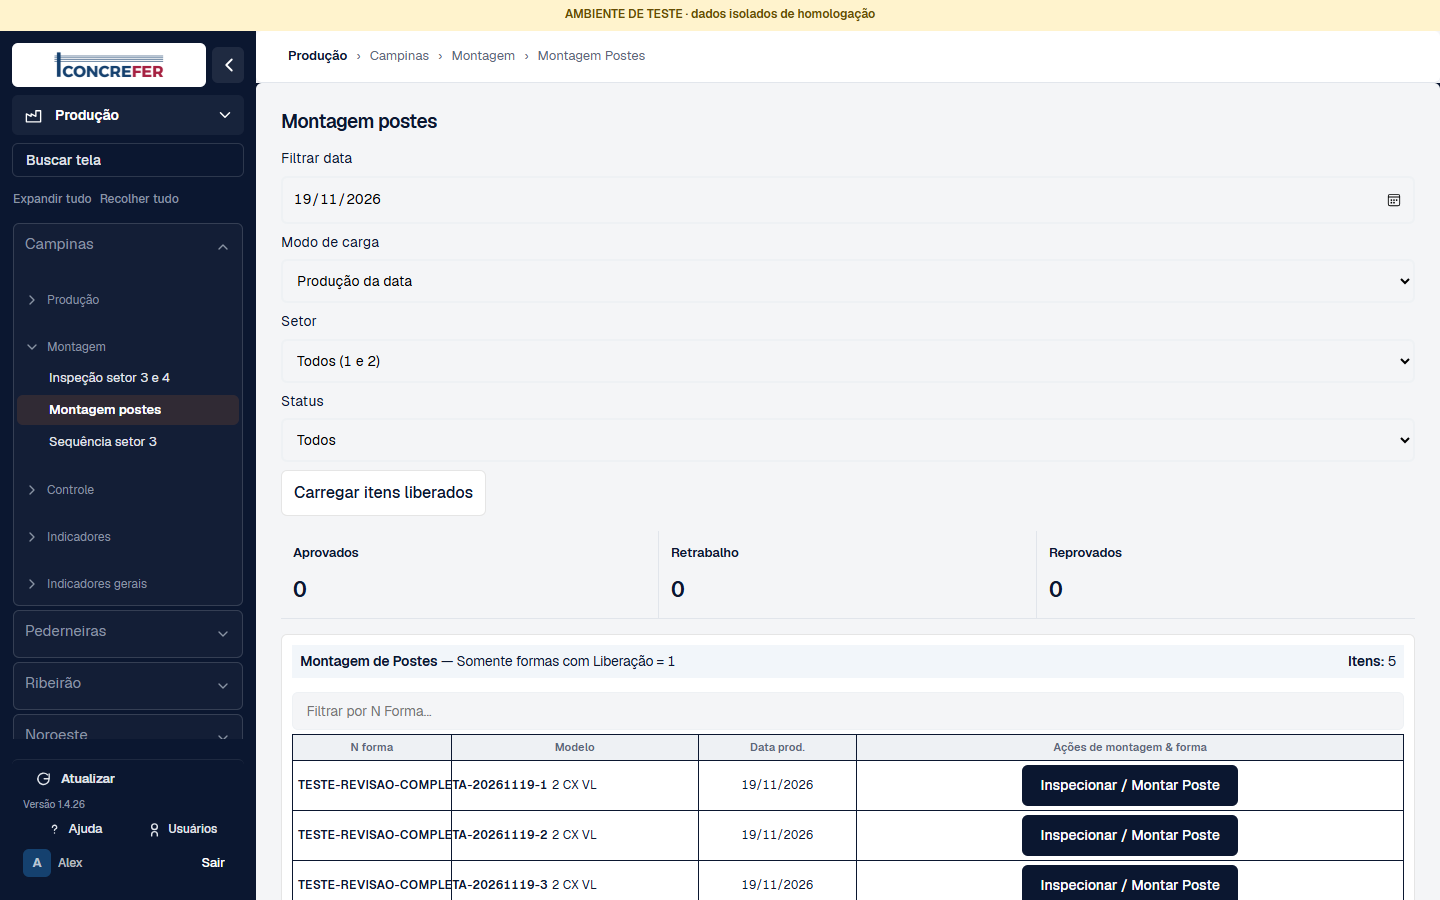 AMBIENTE DE TESTE · dados isolados de homologação
CONCREFER
Produção
Buscar tela
Expandir tudo Recolher tudo
Campinas
Produção
Montagem
Inspeção setor 3 e 4
Montagem postes
Sequência setor 3
Controle
Indicadores
Indicadores gerais
Pederneiras
Ribeirão
Noroeste
Atualizar
Versão 1.4.26
? Ajuda
Usuários
A Alex
Sair
Produção › Campinas › Montagem › Montagem Postes
Montagem postes
Filtrar data
19/11/2026
Modo de carga
Produção da data
Setor
Todos (1 e 2)
Status
Todos
Carregar itens liberados
Aprovados Retrabalho Reprovados
0 0 0
Montagem de Postes — Somente formas com Liberação = 1 Itens: 5
Filtrar por N Forma...
N forma Modelo Data prod. Ações de montagem & forma
TESTE-REVISAO-COMPLETA-20261119-1 2 CX VL 19/11/2026 Inspecionar / Montar Poste
TESTE-REVISAO-COMPLETA-20261119-2 2 CX VL 19/11/2026 Inspecionar / Montar Poste
TESTE-REVISAO-COMPLETA-20261119-3 2 CX VL 19/11/2026 Inspecionar / Montar Poste